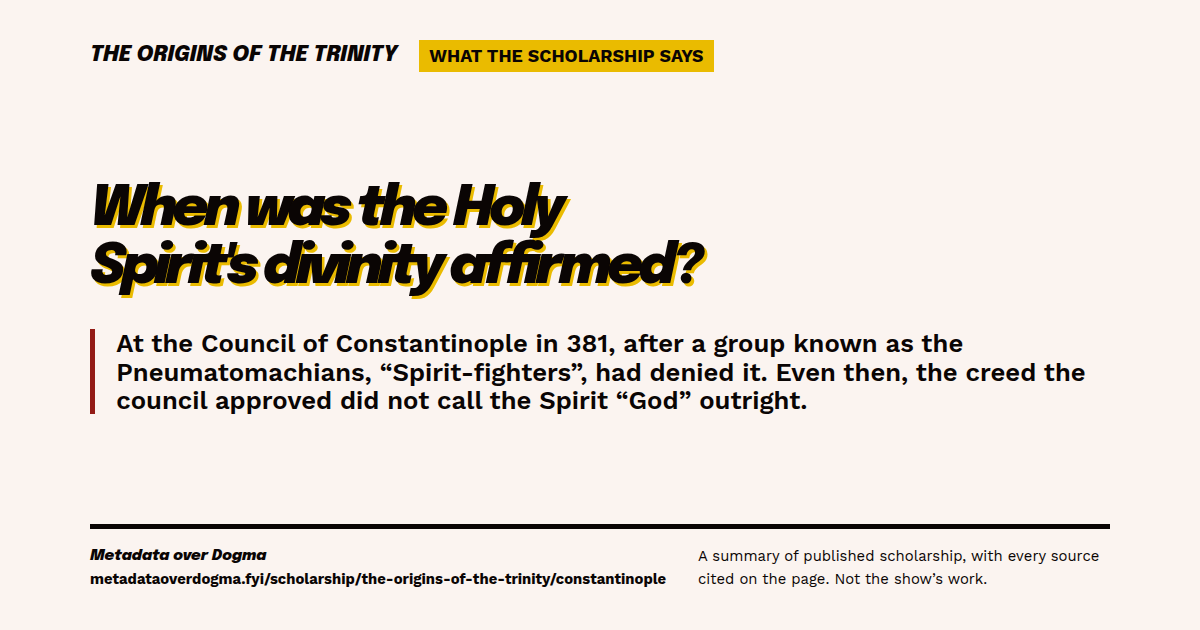 THE ORIGINS OF THE TRINITY
WHAT THE SCHOLARSHIP SAYS
When was the Holy
Spirit's divinity affirmed?
At the Council of Constantinople in 381, after a group known as the
Pneumatomachians, “Spirit-fighters”, had denied it. Even then, the creed the
council approved did not call the Spirit “God” outright.
Metadata over Dogma
metadataoverdogma.fyi/scholarship/the-origins-of-the-trinity/constantinople
A summary of published scholarship, with every source
cited on the page. Not the show’s work.